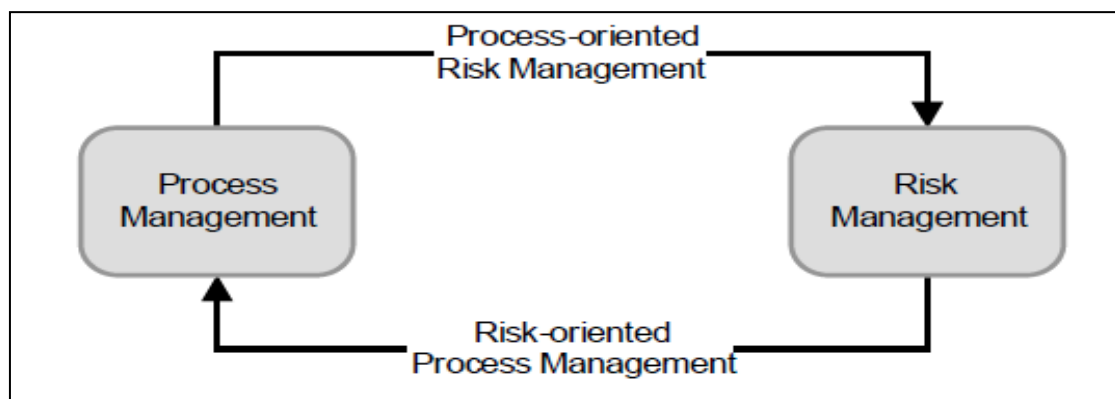 Process-oriented
Risk Management
Process
Management
Risk
Management
Risk-oriented
Process Management